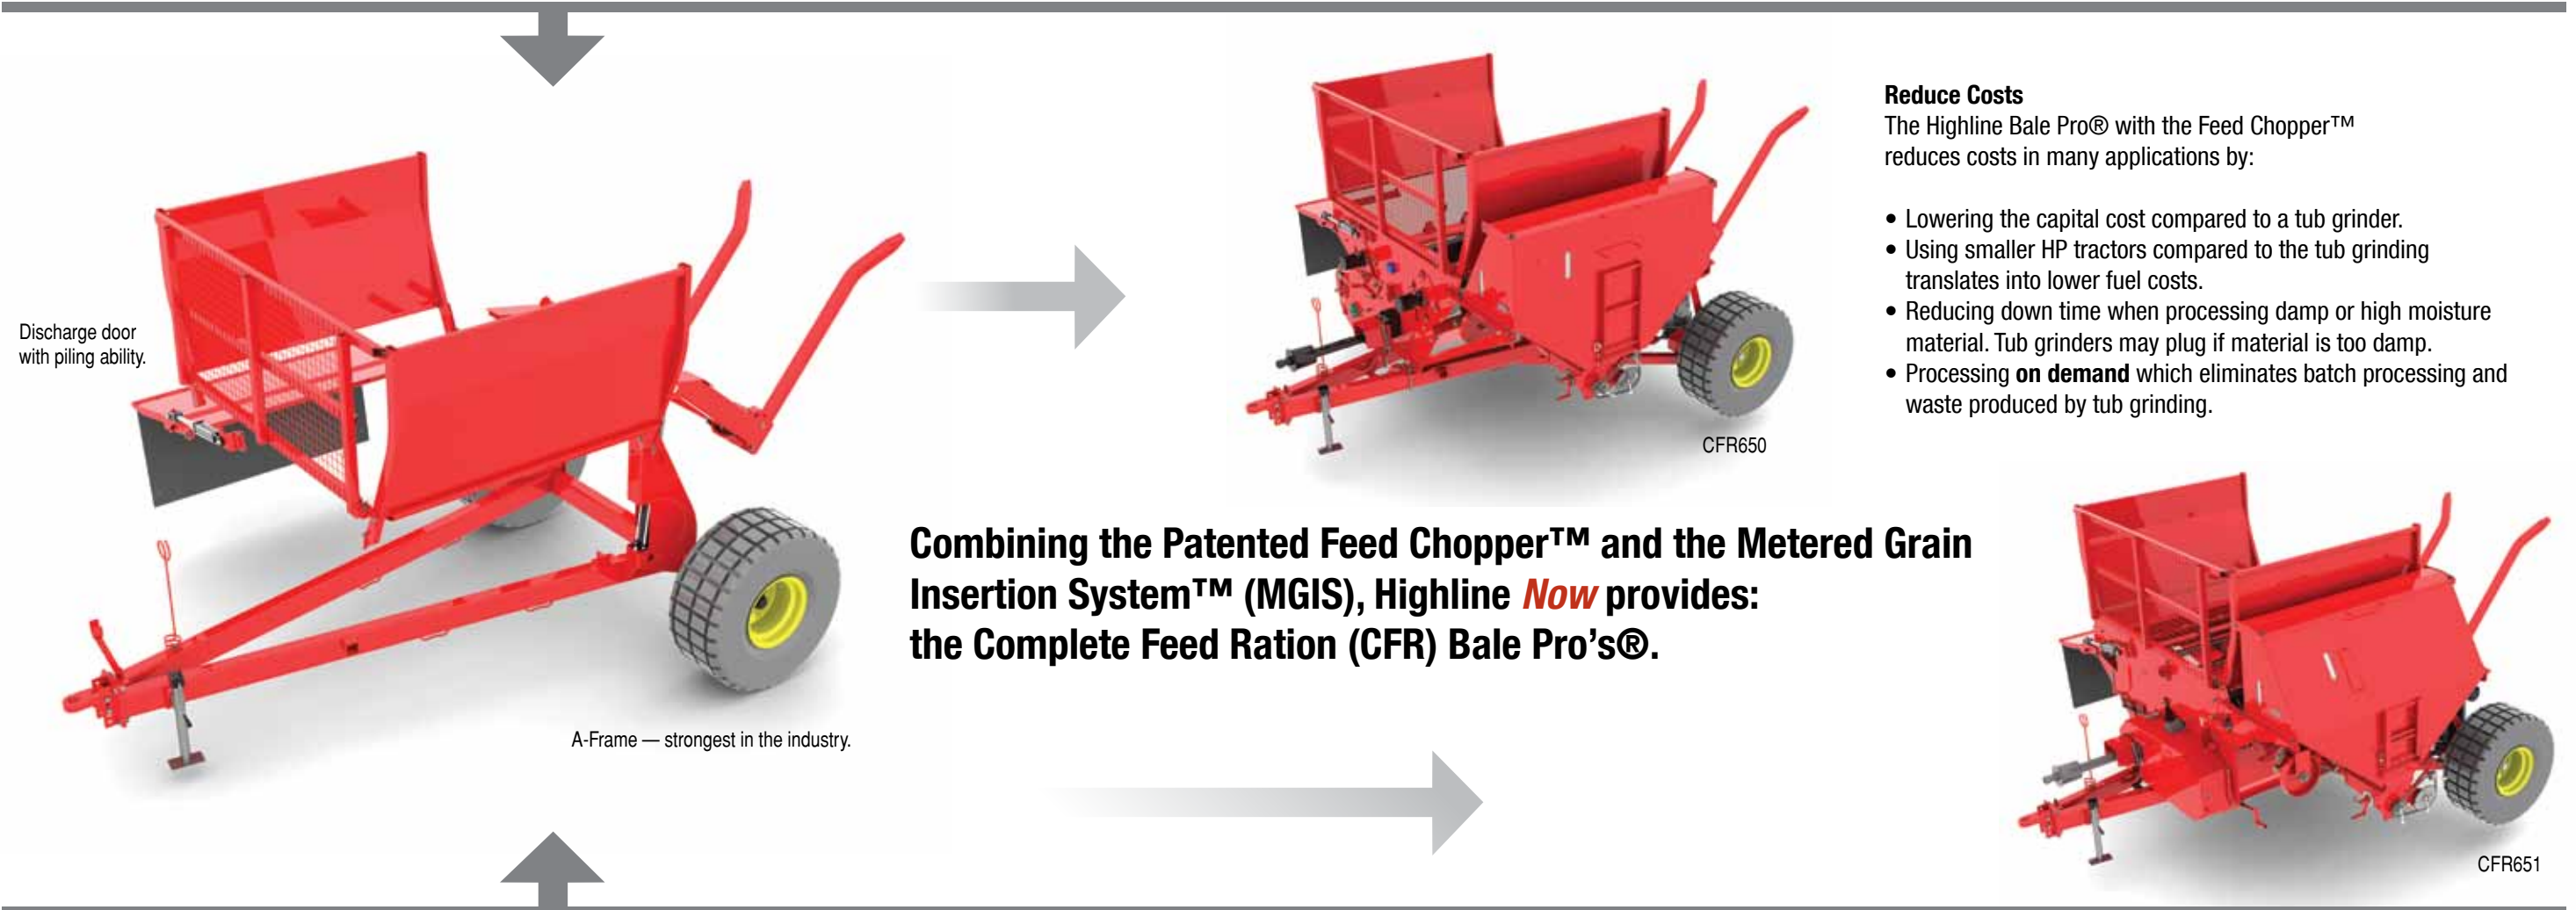 Discharge door
with piling ability.
A-Frame — strongest in the industry.
CFR650
Reduce Costs
The Highline Bale Pro® with the Feed Chopper™
reduces costs in many applications by:
• Lowering the capital cost compared to a tub grinder.
• Using smaller HP tractors compared to the tub grinding
translates into lower fuel costs.
• Reducing down time when processing damp or high moisture
material. Tub grinders may plug if material is too damp.
• Processing on demand which eliminates batch processing and
waste produced by tub grinding.
Combining the Patented Feed Chopper™ and the Metered Grain
Insertion System™ (MGIS), Highline Now provides:
the Complete Feed Ration (CFR) Bale Pro’s®.
CFR651